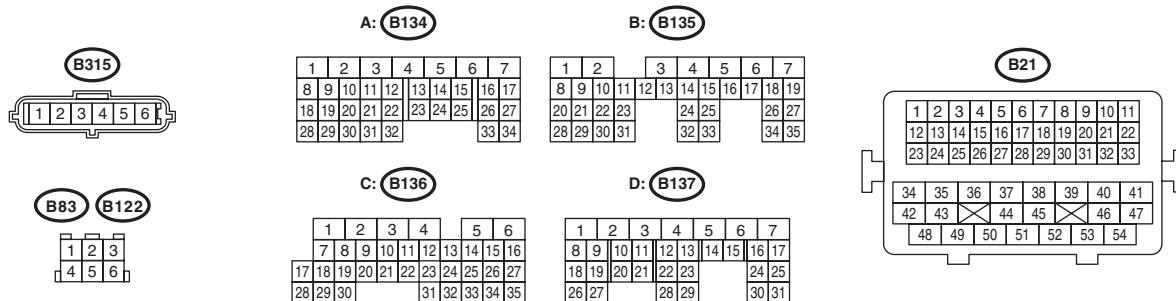 B315
1 2 3 4 5 6
B83 B122
1 2 3
4 5 6
A: B134
1 2 3 4 5 6 7
8 9 10 11 12 13 14 15 16 17
18 19 20 21 22 23 24 25 26 27
28 29 30 31 32 33 34
B: B135
1 2 3 4 5 6 7
8 9 10 11 12 13 14 15 16 17 18 19
20 21 22 23 24 25 26 27
28 29 30 31 32 33 34 35
C: B136
1 2 3 4 5 6
7 8 9 10 11 12 13 14 15 16
17 18 19 20 21 22 23 24 25 26 27
28 29 30 31 32 33 34 35
D: B137
1 2 3 4 5 6 7
8 9 10 11 12 13 14 15 16 17
18 19 20 21 22 23 24 25
26 27 28 29 30 31
B21
1 2 3 4 5 6 7 8 9 10 11
12 13 14 15 16 17 18 19 20 21 22
23 24 25 26 27 28 29 30 31 32 33
34 35 36 37 38 39 40 41
42 43 44 45 46 47
48 49 50 51 52 53 54